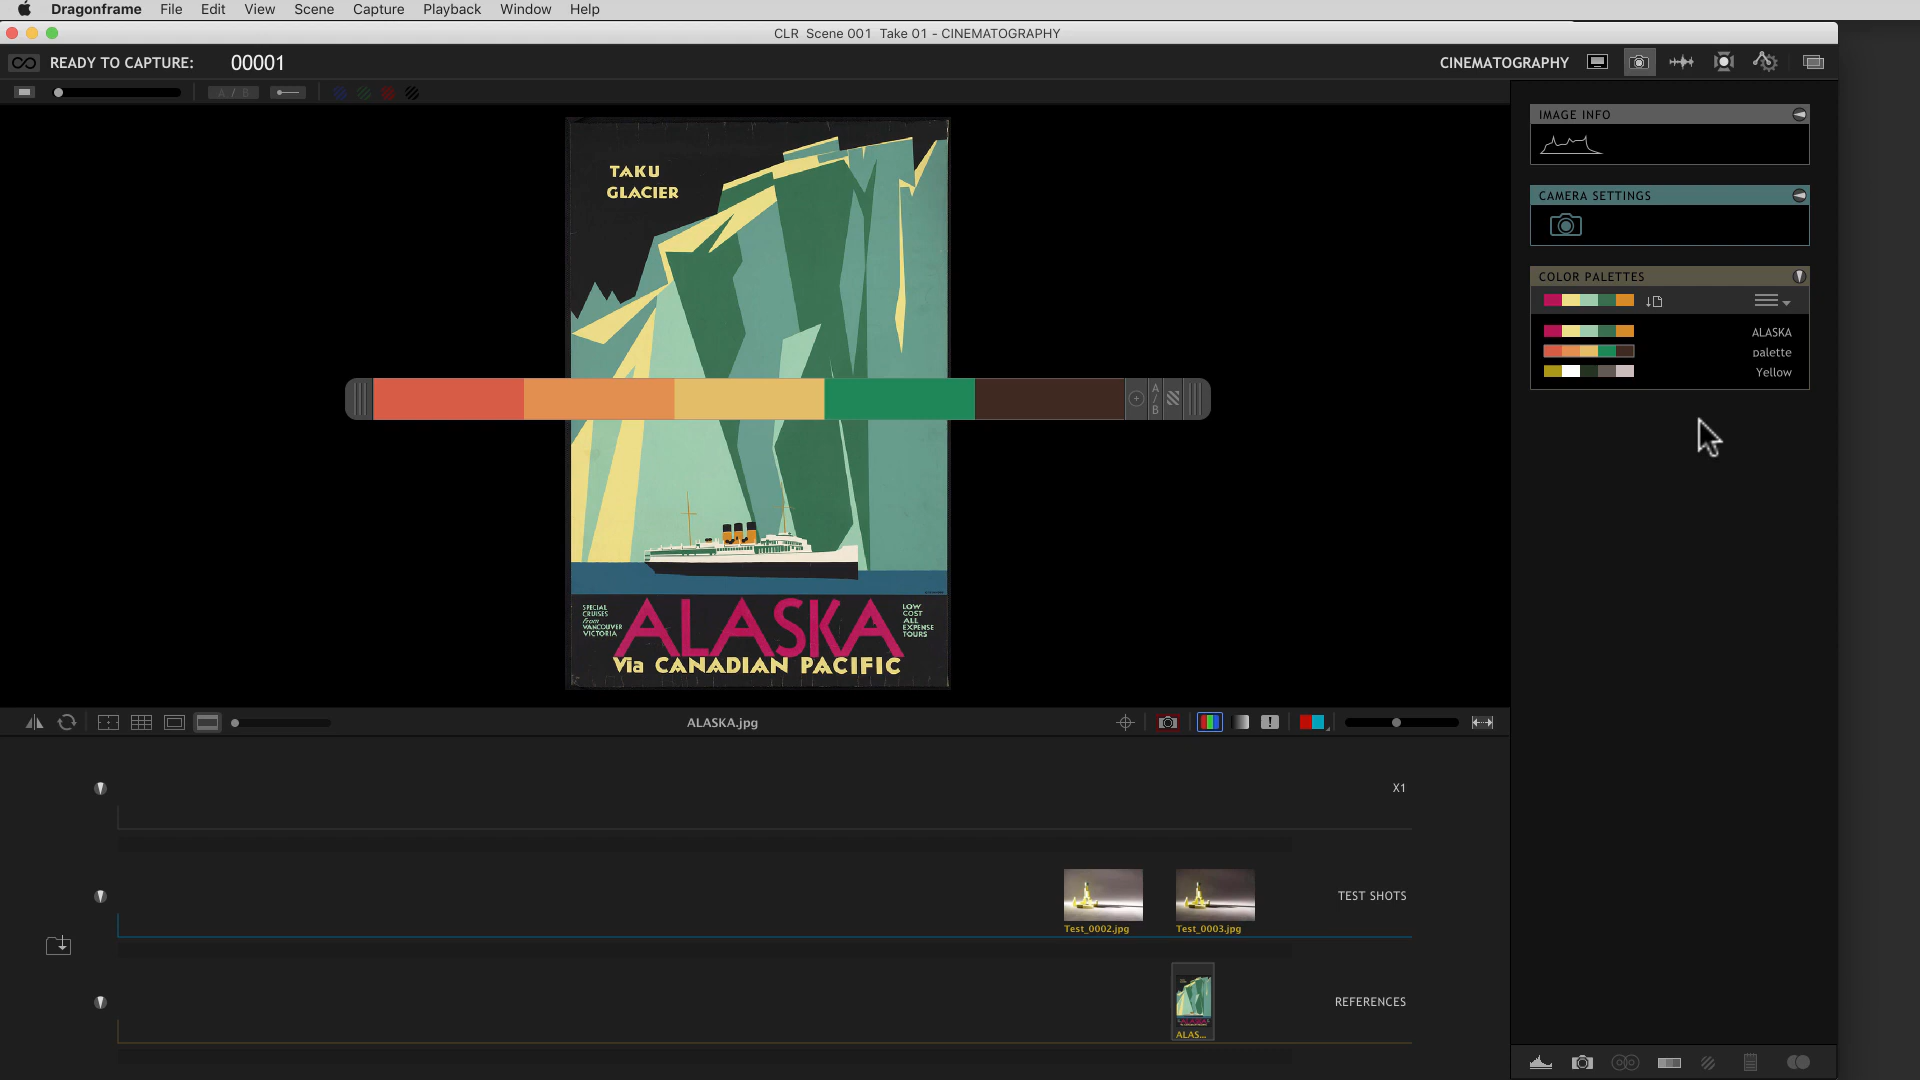 Dragonframe File Edit View Scene Capture Playback Window Help
CLR Scene 001 Take 01 - CINEMATOGRAPHY
READY TO CAPTURE: 00001
CINEMATOGRAPHY
A / B
IMAGE INFO
CAMERA SETTINGS
COLOR PALETTES
ALASKA
palette
Yellow
TAKU
GLACIER
A
/
B
SPECIAL
CRUISES
from
VANCOUVER
VICTORIA
ALASKA
LOW
COST
ALL
EXPENSE
TOURS
Via CANADIAN PACIFIC
ALASKA.jpg
X1
Test_0002.jpg
Test_0003.jpg
TEST SHOTS
ALAS...
REFERENCES